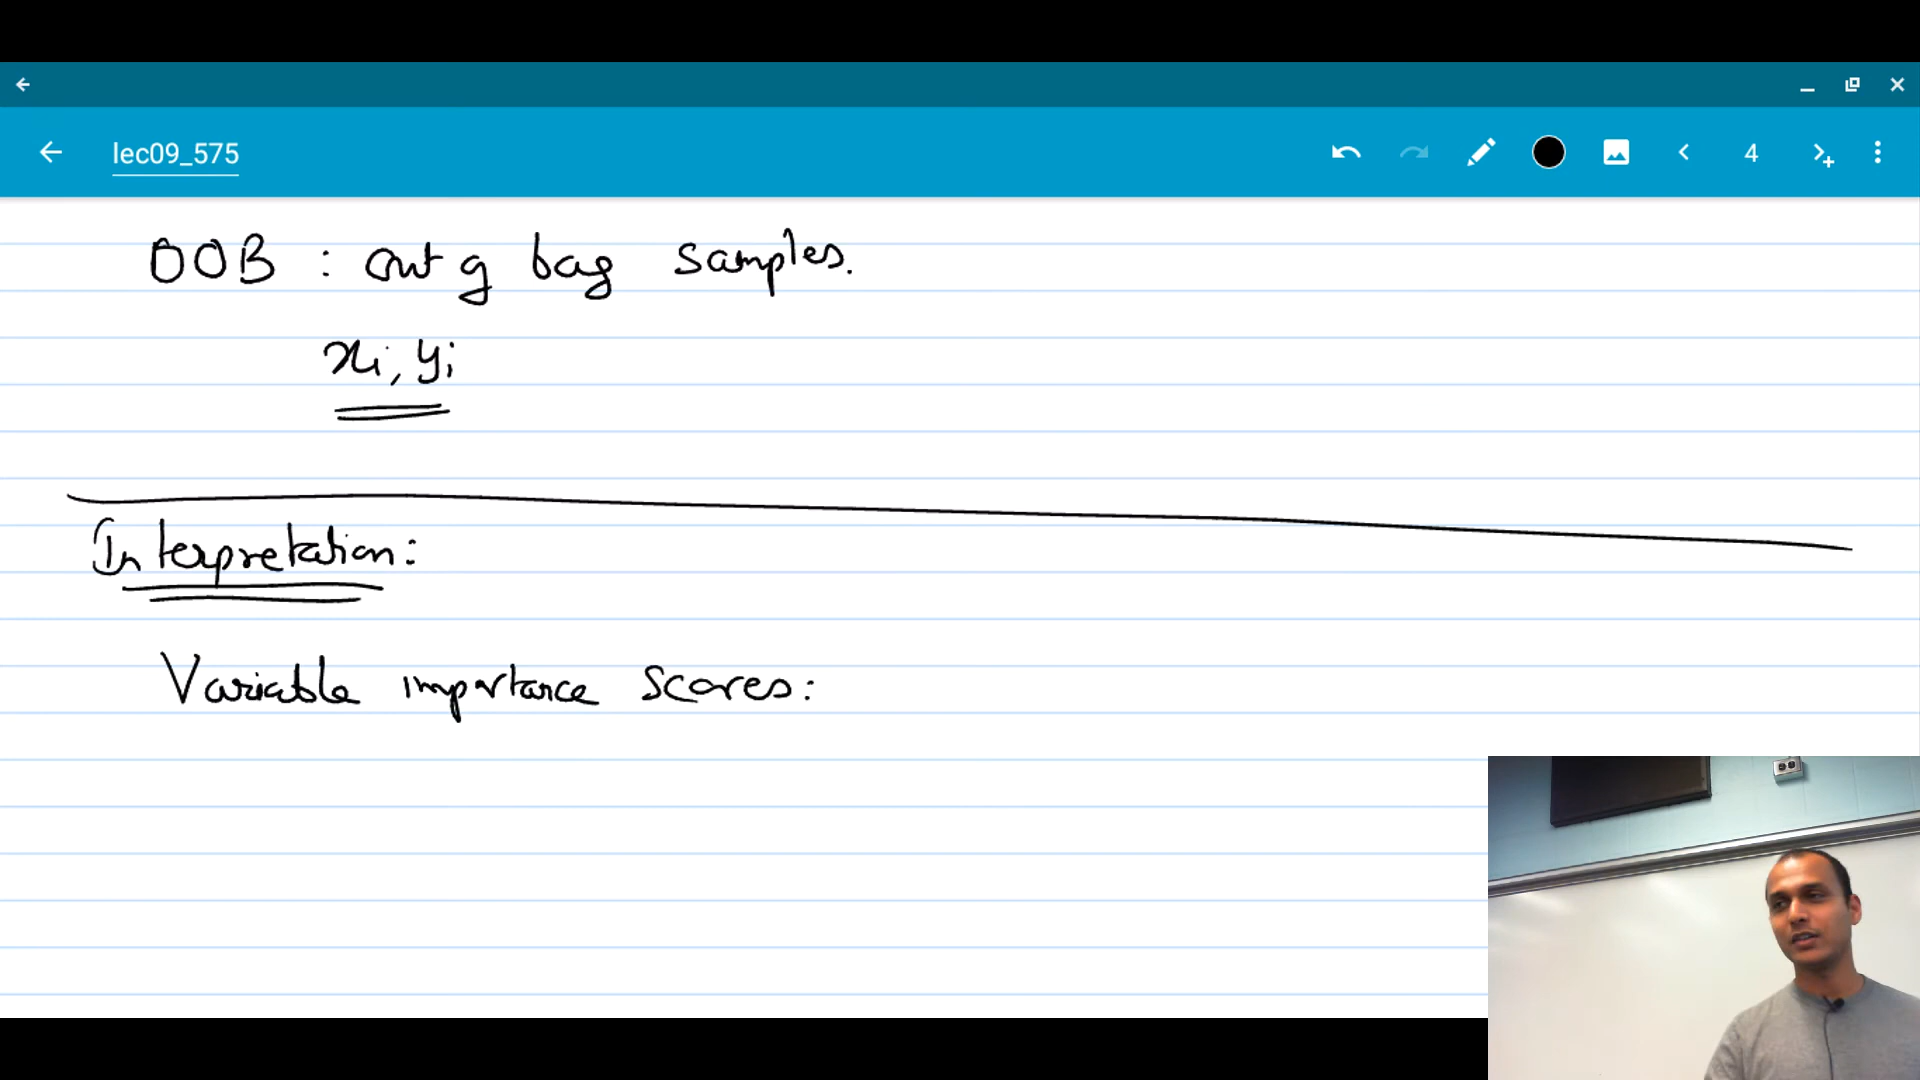 lec09_575
4
OOB : out of bag samples.
xi, yi
Interpretation:
Variable importance scores: